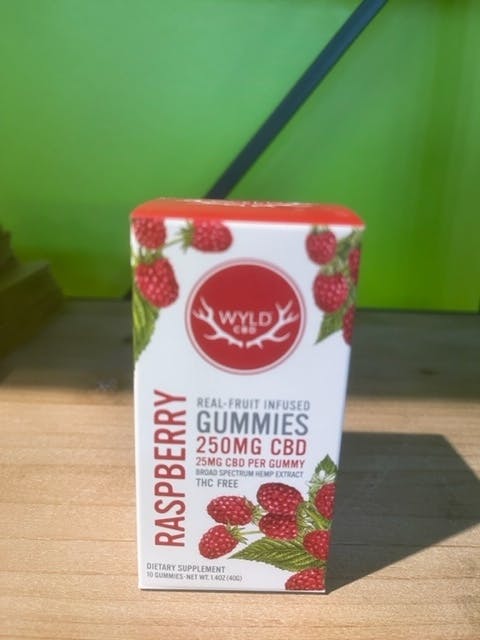 WYLD
WYLD
CBD
RASPBERRY
REAL-FRUIT INFUSED
GUMMIES
250MG CBD
25MG CBD PER GUMMY
BROAD SPECTRUM HEMP EXTRACT
THC FREE
DIETARY SUPPLEMENT
10 GUMMIES· NET WT. 1.4OZ (40G)